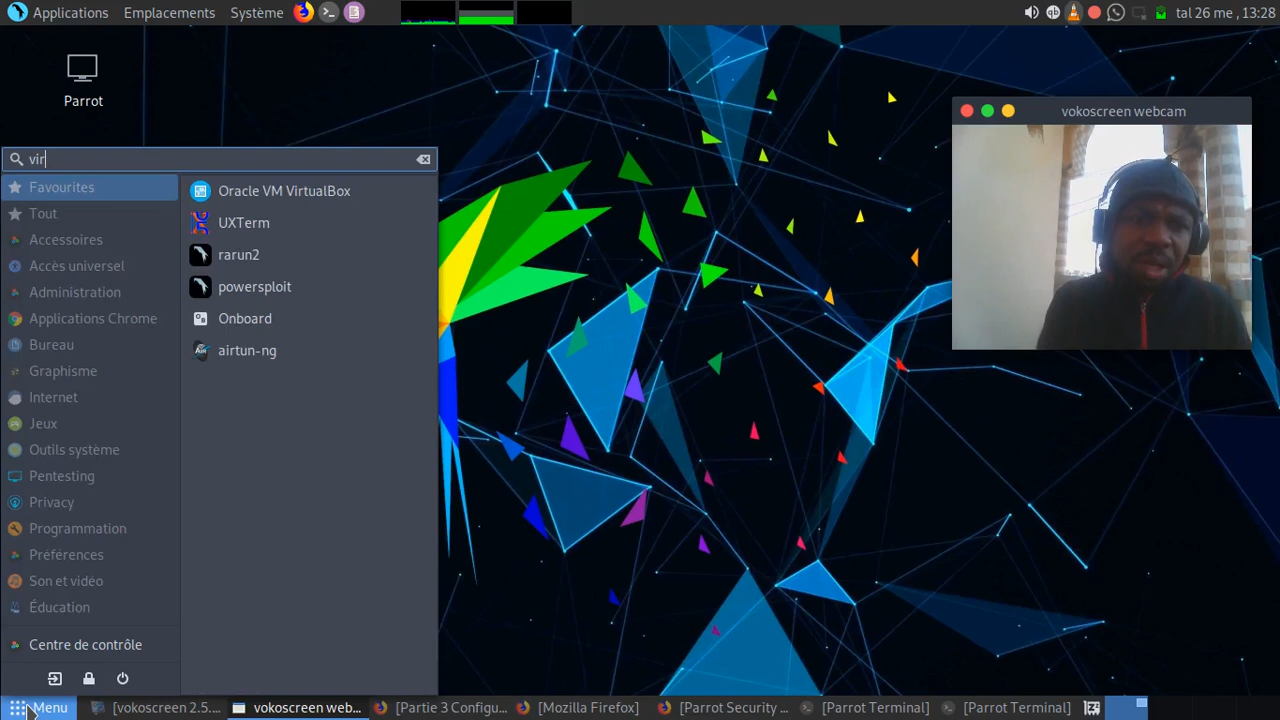 Applications Emplacements Système tal 26 me , 13:28
Parrot
vokoscreen webcam
vir
Favourites
Tout
Accessoires
Accès universel
Administration
Applications Chrome
Bureau
Graphisme
Internet
Jeux
Outils système
Pentesting
Privacy
Programmation
Préférences
Son et vidéo
Éducation
Centre de contrôle
Oracle VM VirtualBox
UXTerm
rarun2
powersploit
Onboard
airtun-ng
Menu [vokoscreen 2.5.... vokoscreen web... [Partie 3 Configu... [Mozilla Firefox] [Parrot Security ... [Parrot Terminal] [Parrot Terminal]